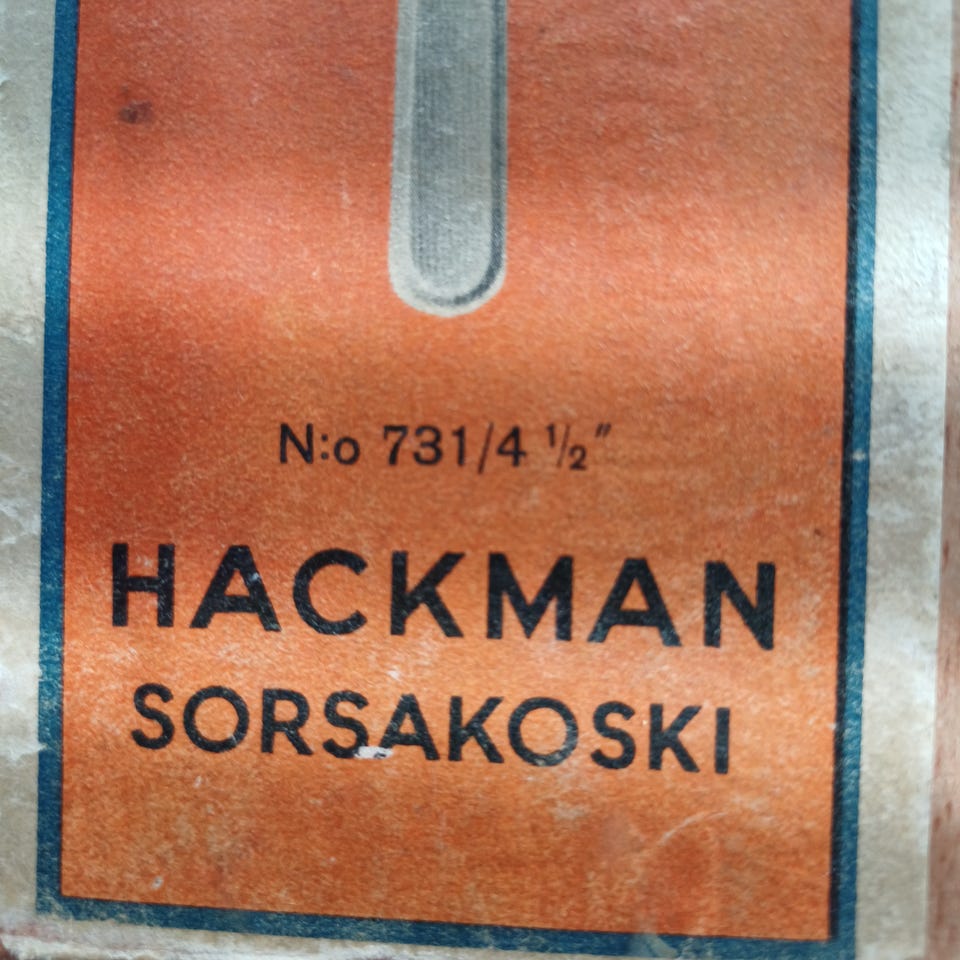 N:o 731/4 ½"
HACKMAN
SORSAKOSKI